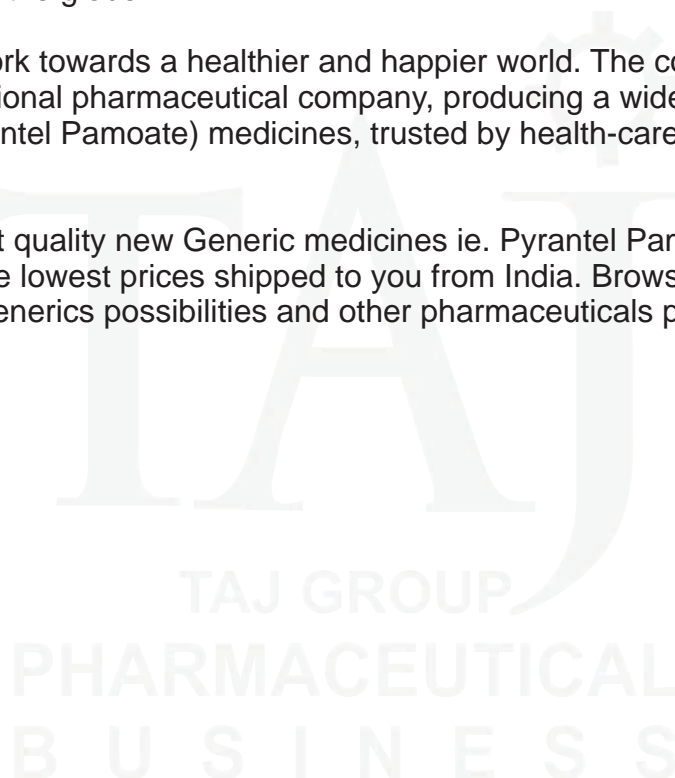 ork towards a healthier and happier world. The co
ional pharmaceutical company, producing a wide
ntel Pamoate) medicines, trusted by health-care
t quality new Generic medicines ie. Pyrantel Par
e lowest prices shipped to you from India. Brows
enerics possibilities and other pharmaceuticals p
TAJ
TAJ GROUP
PHARMACEUTICAL
BUSINESS